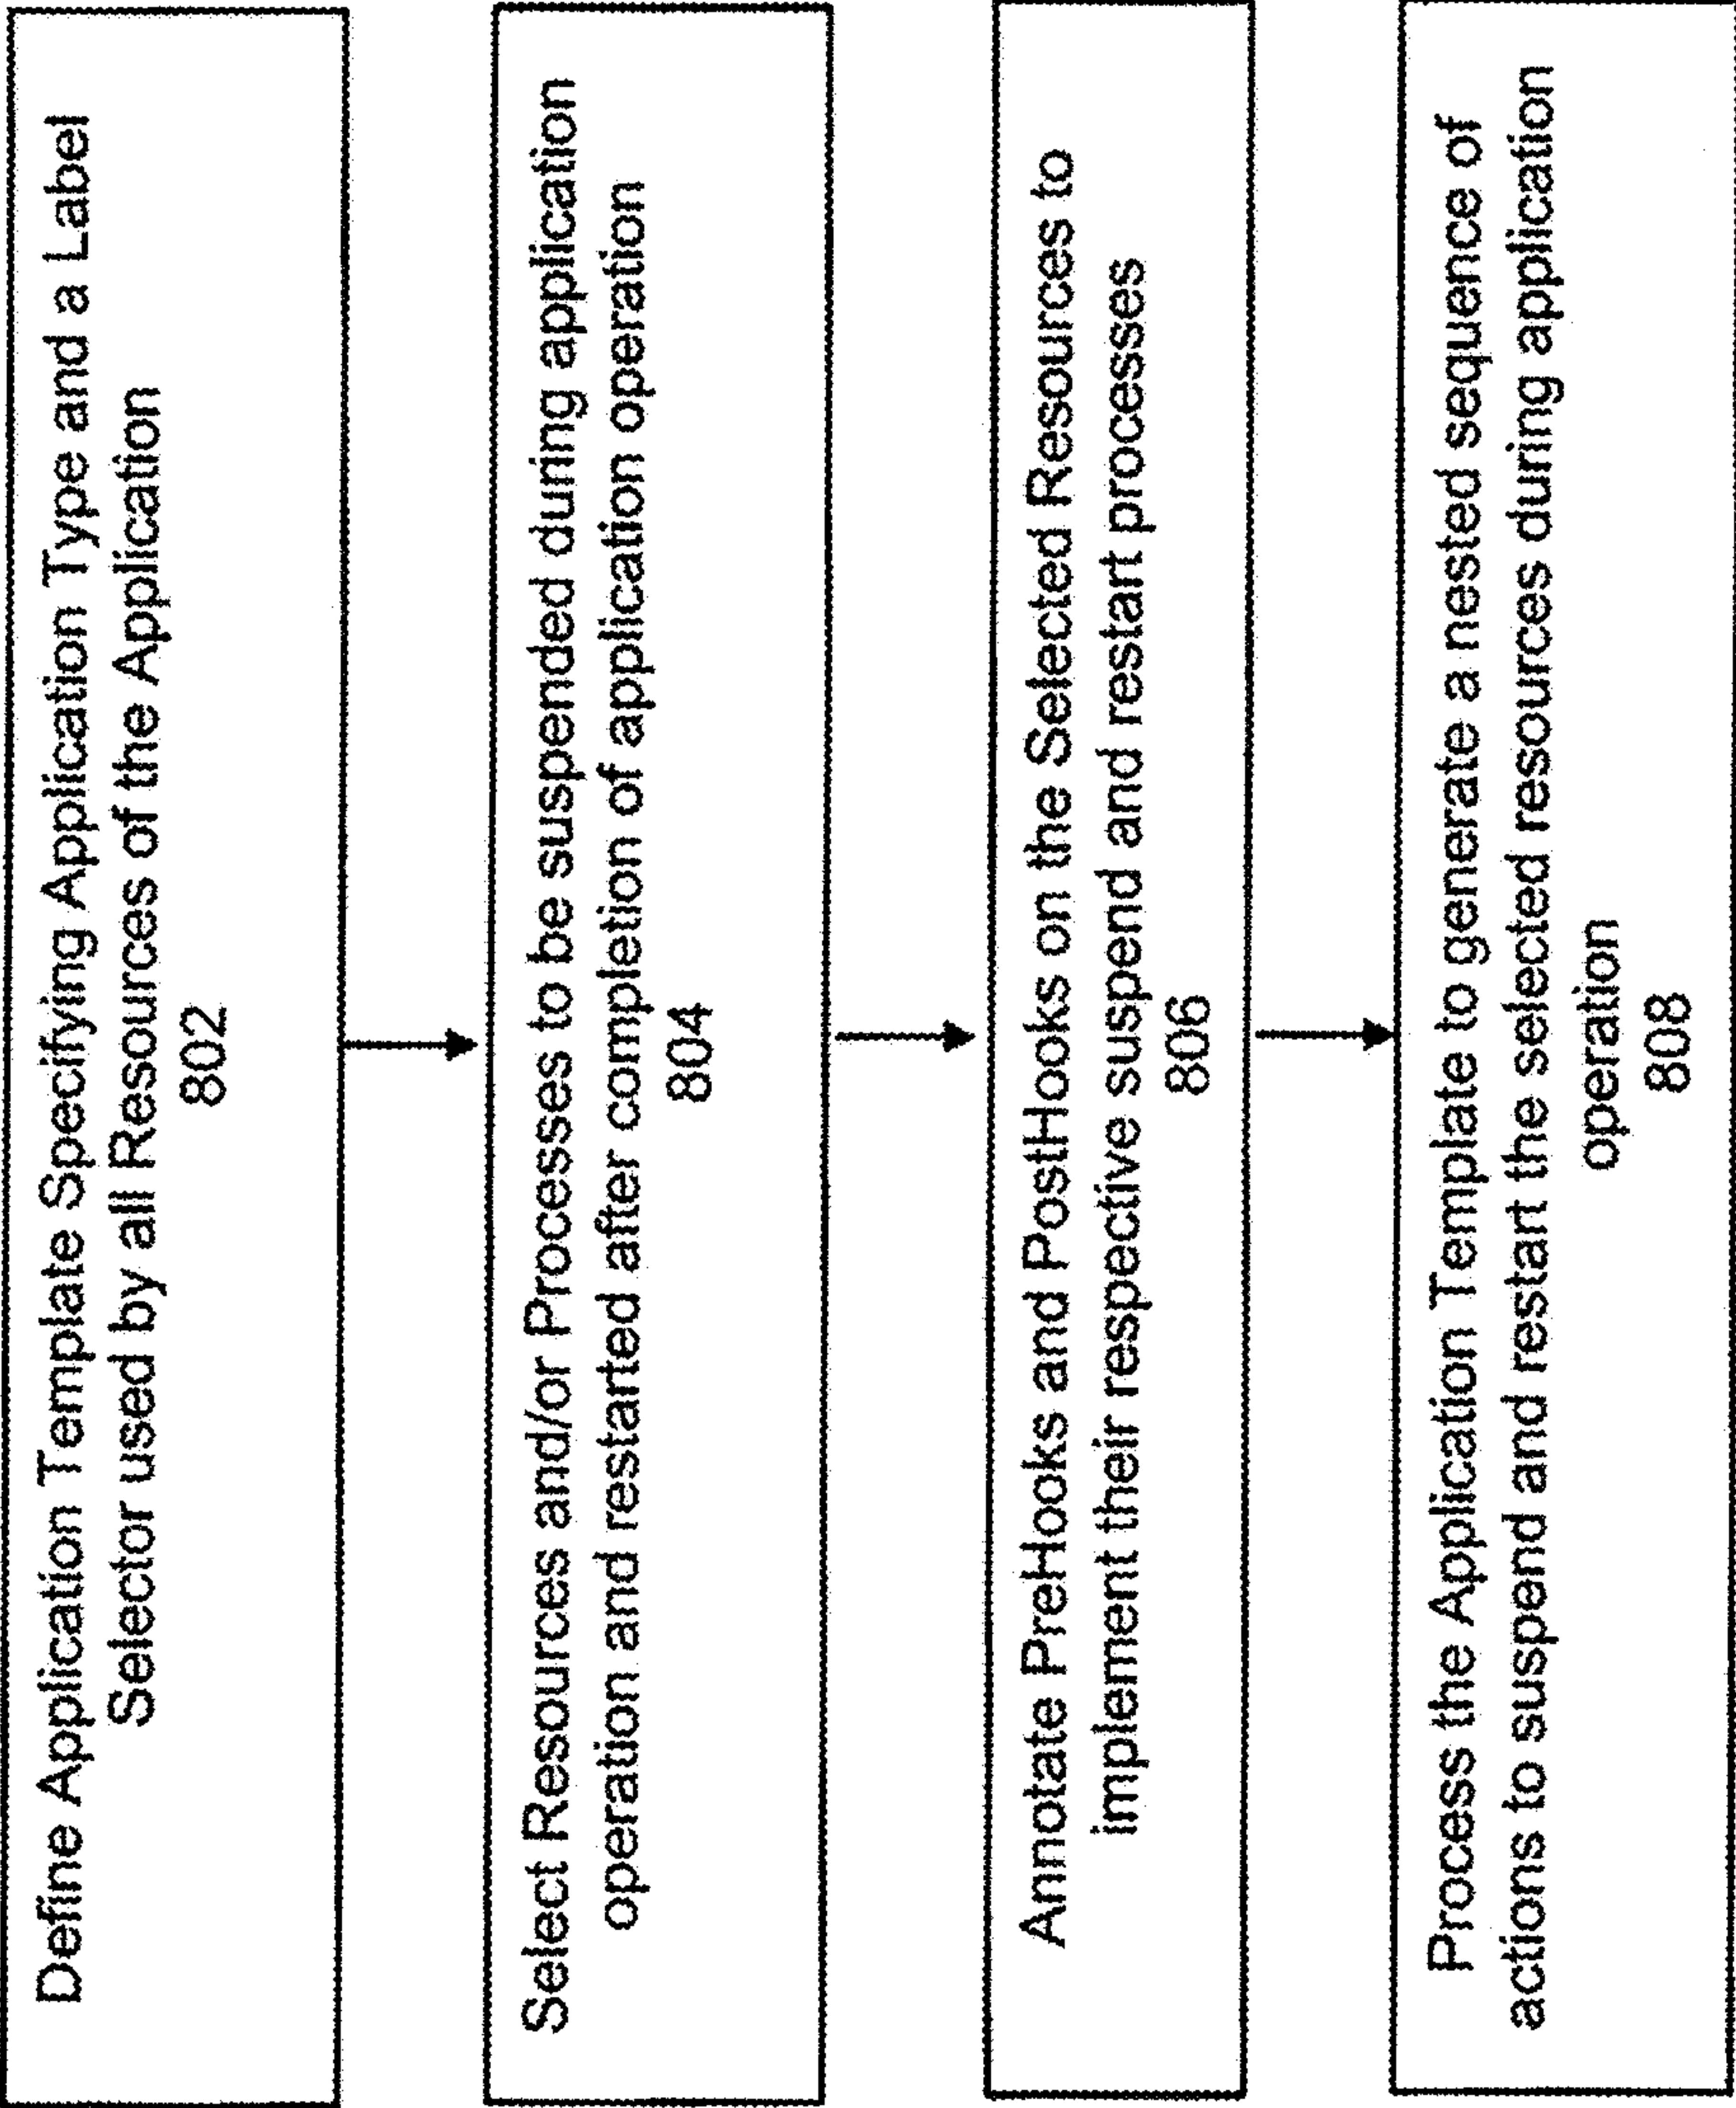 Define Application Template Specifying Application Type and a Label
Selector used by all Resources of the Application
802
Select Resources and/or Processes to be suspended during application
operation and restarted after completion of application operation
804
Annotate PreHooks and PostHooks on the Selected Resources to
implement their respective suspend and restart processes
806
Process the Application Template to generate a nested sequence of
actions to suspend and restart the selected resources during application
operation
808